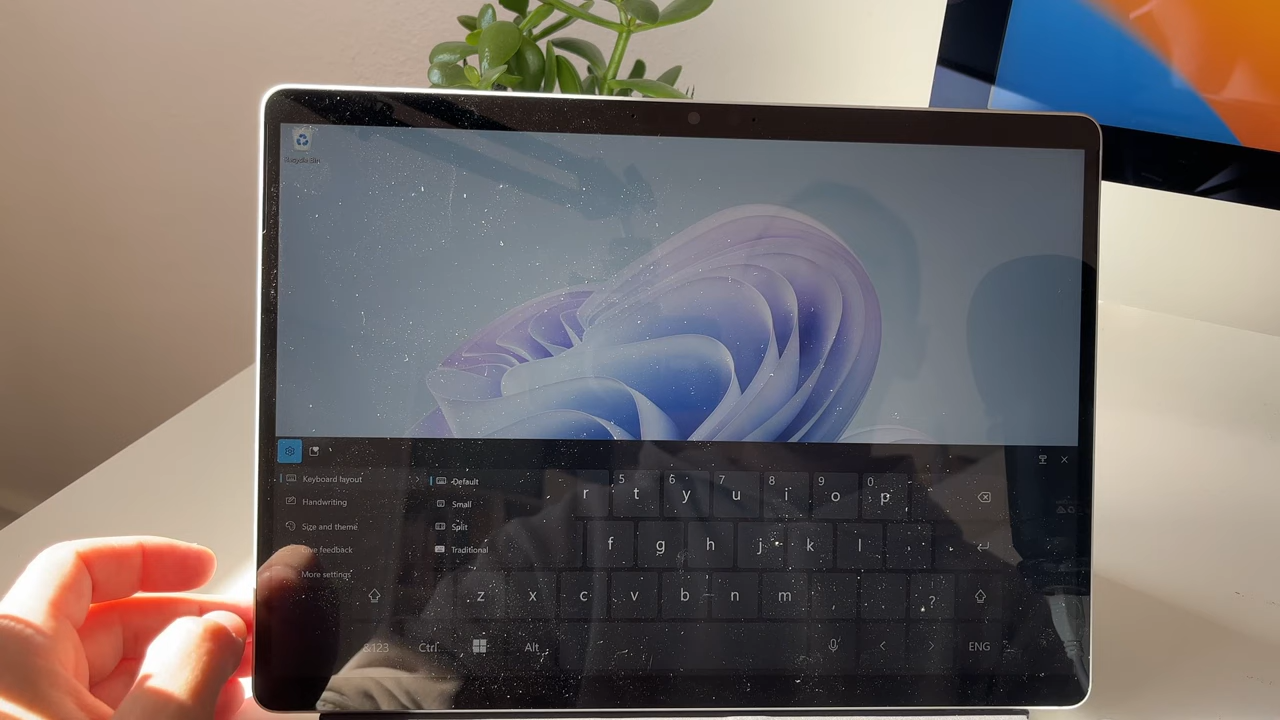 Recycle Bin
Keyboard layout
Default
Handwriting
Small
Size and theme
Split
Give feedback
Traditional
More settings
5 6 7 8 9 0
r t y u i o p
f g h j k l
z x c v b n m , . ! ?
&123 Ctrl Alt < > ENG